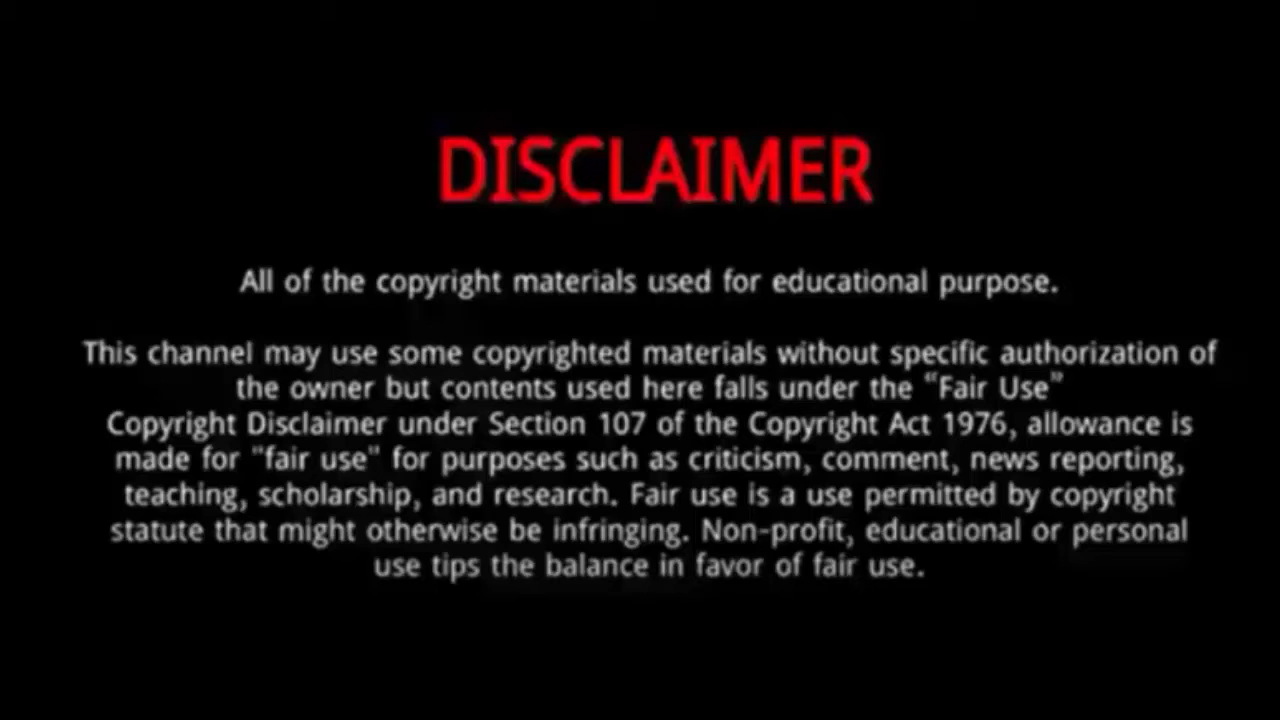 DISCLAIMER
All of the copyright materials used for educational purpose.
This channel may use some copyrighted materials without specific authorization of
the owner but contents used here falls under the “Fair Use”
Copyright Disclaimer under Section 107 of the Copyright Act 1976, allowance is
made for "fair use" for purposes such as criticism, comment, news reporting,
teaching, scholarship, and research. Fair use is a use permitted by copyright
statute that might otherwise be infringing. Non-profit, educational or personal
use tips the balance in favor of fair use.